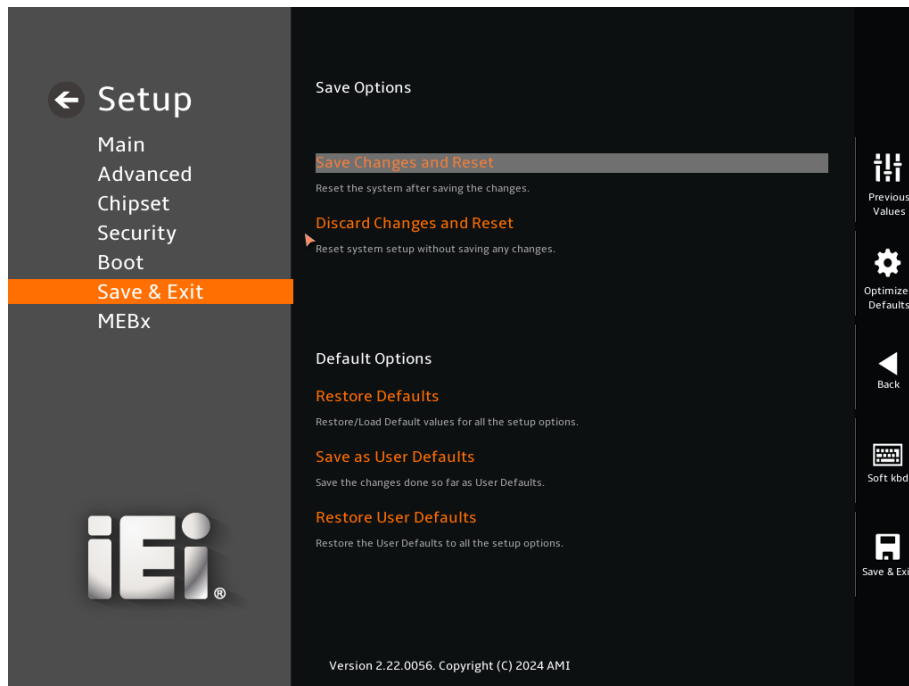 Setup
Main
Advanced
Chipset
Security
Boot
Save & Exit
MEBx
iEi®
Save Options
Save Changes and Reset
Reset the system after saving the changes.
Discard Changes and Reset
Reset system setup without saving any changes.
Default Options
Restore Defaults
Restore/Load Default values for all the setup options.
Save as User Defaults
Save the changes done so far as User Defaults.
Restore User Defaults
Restore the User Defaults to all the setup options.
Version 2.22.0056. Copyright (C) 2024 AMI
Previous
Values
Optimize
Defaults
Back
Soft kbd
Save & Exi